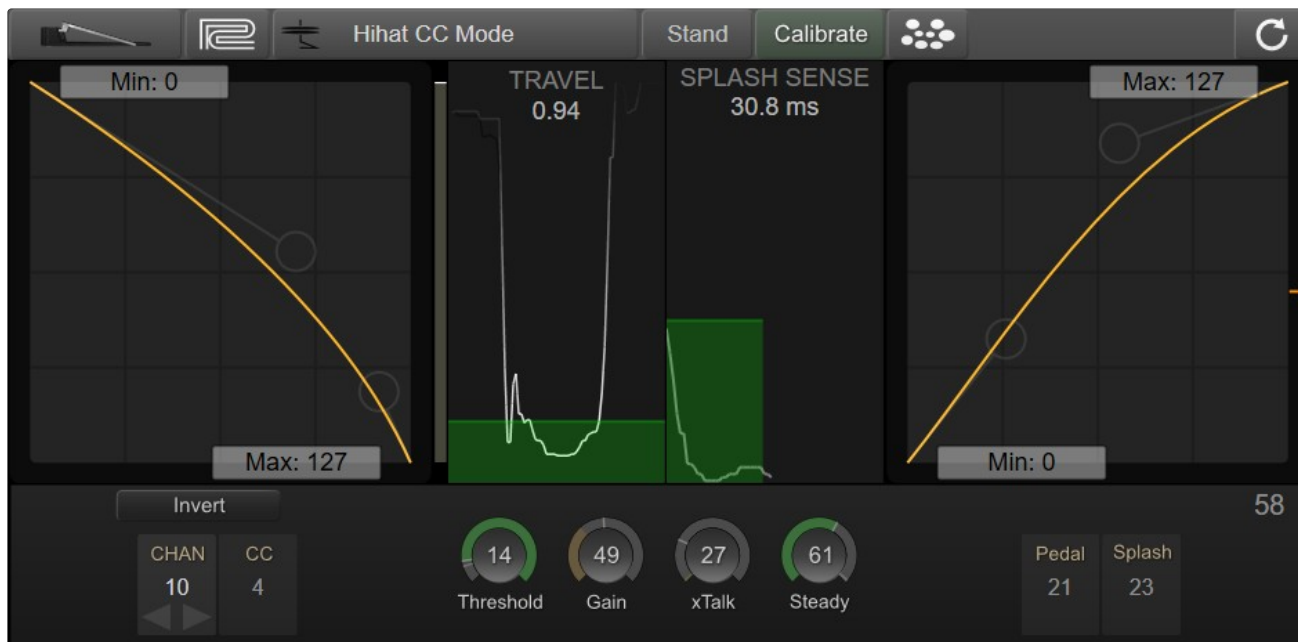 Hihat CC Mode
Stand
Calibrate
Min: 0
TRAVEL
0.94
SPLASH SENSE
30.8 ms
Max: 127
Max: 127
Min: 0
Invert
58
CHAN
10
CC
4
14
Threshold
49
Gain
27
xTalk
61
Steady
Pedal
21
Splash
23